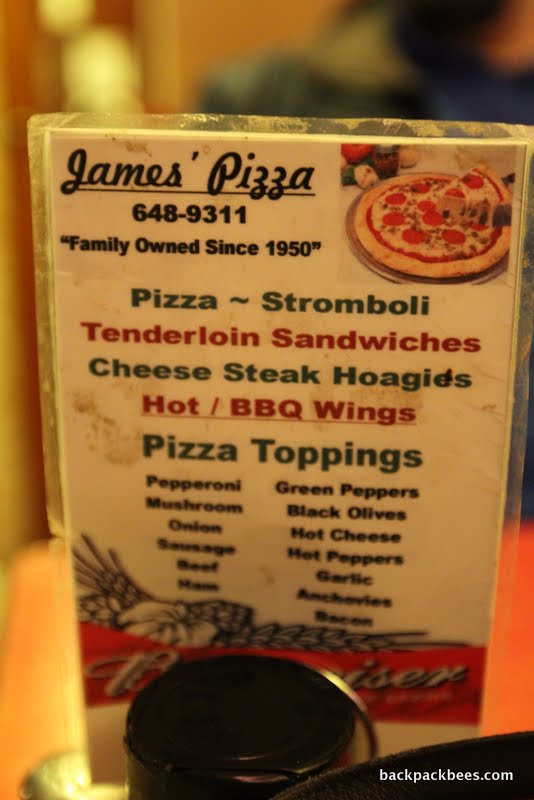 James' Pizza
648-9311
"Family Owned Since 1950"
Pizza ~ Stromboli
Tenderloin Sandwiches
Cheese Steak Hoagies
Hot / BBQ Wings
Pizza Toppings
Pepperoni Green Peppers
Mushroom Black Olives
Onion Hot Cheese
Sausage Hot Peppers
Beef Garlic
Ham Anchovies
Bacon
backpackbees.com